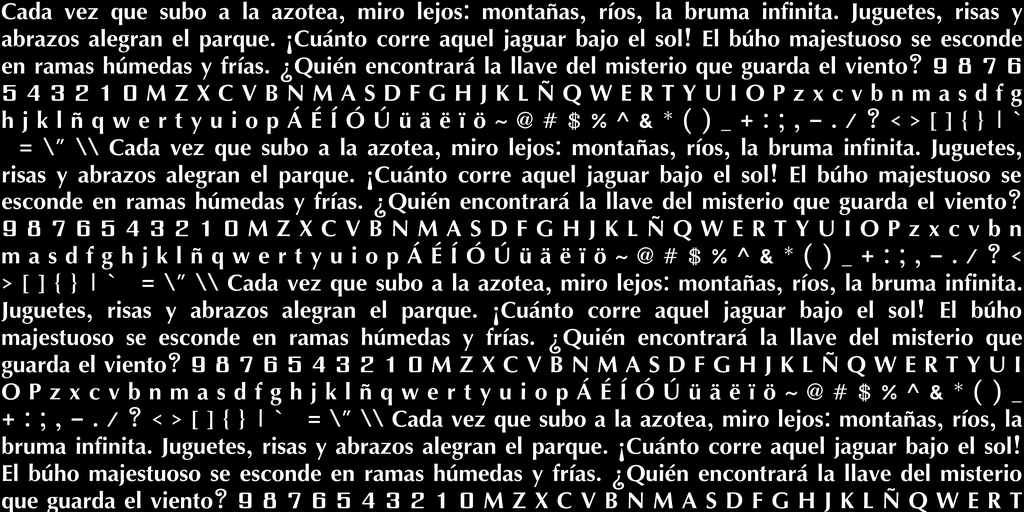 Cada vez que subo a la azotea, miro lejos: montañas, ríos, la bruma infinita. Juguetes, risas y
abrazos alegran el parque. ¡Cuánto corre aquel jaguar bajo el sol! El búho majestuoso se esconde
en ramas húmedas y frías. ¿Quién encontrará la llave del misterio que guarda el viento? 9 8 7 6
5 4 3 2 1 0 M Z X C V B N M A S D F G H J K L Ñ Q W E R T Y U I O P z x c v b n m a s d f g
h j k l ñ q w e r t y u i o p Á É Í Ó Ú ü ä ë ï ö ~ @ # $ % ^ & * ( ) _ + : ; , - . / ? < > [ ] { } | `
= \" \\ Cada vez que subo a la azotea, miro lejos: montañas, ríos, la bruma infinita. Juguetes,
risas y abrazos alegran el parque. ¡Cuánto corre aquel jaguar bajo el sol! El búho majestuoso se
esconde en ramas húmedas y frías. ¿Quién encontrará la llave del misterio que guarda el viento?
9 8 7 6 5 4 3 2 1 0 M Z X C V B N M A S D F G H J K L Ñ Q W E R T Y U I O P z x c v b n
m a s d f g h j k l ñ q w e r t y u i o p Á É Í Ó Ú ü ä ë ï ö ~ @ # $ % ^ & * ( ) _ + : ; , - . / ? <
> [ ] { } | ` = \" \\ Cada vez que subo a la azotea, miro lejos: montañas, ríos, la bruma infinita.
Juguetes, risas y abrazos alegran el parque. ¡Cuánto corre aquel jaguar bajo el sol! El búho
majestuoso se esconde en ramas húmedas y frías. ¿Quién encontrará la llave del misterio que
guarda el viento? 9 8 7 6 5 4 3 2 1 0 M Z X C V B N M A S D F G H J K L Ñ Q W E R T Y U I
O P z x c v b n m a s d f g h j k l ñ q w e r t y u i o p Á É Í Ó Ú ü ä ë ï ö ~ @ # $ % ^ & * ( ) _
+ : ; , - . / ? < > [ ] { } | ` = \" \\ Cada vez que subo a la azotea, miro lejos: montañas, ríos, la
bruma infinita. Juguetes, risas y abrazos alegran el parque. ¡Cuánto corre aquel jaguar bajo el sol!
El búho majestuoso se esconde en ramas húmedas y frías. ¿Quién encontrará la llave del misterio
que guarda el viento? 9 8 7 6 5 4 3 2 1 0 M Z X C V B N M A S D F G H J K L Ñ Q W E R T